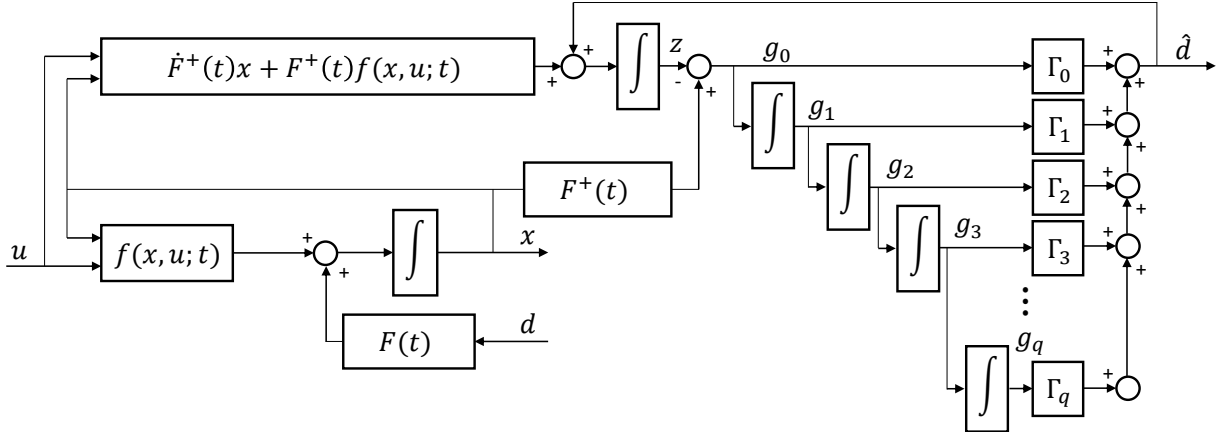 Ḟ⁺(t)x + F⁺(t)f(x, u; t)
+
+
∫
z
-
+
g₀
Γ₀
+
+
d̂
∫
g₁
Γ₁
+
+
∫
g₂
Γ₂
+
+
F⁺(t)
u
f(x, u; t)
+
+
∫
x
∫
g₃
Γ₃
+
+
⋮
F(t)
d
∫
g_q
Γ_q
+